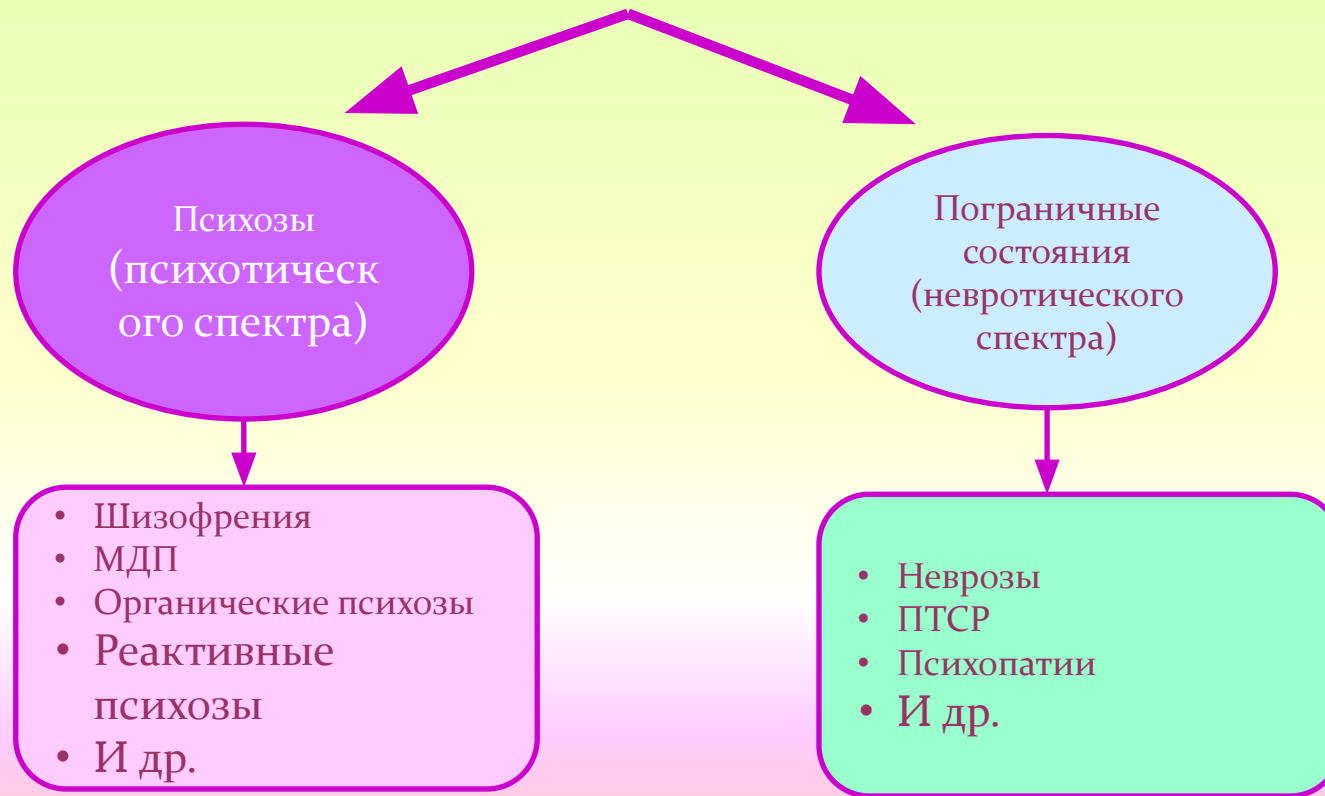 Психозы
(психотическ
ого спектра)
Пограничные
состояния
(невротического
спектра)
• Шизофрения
• МДП
• Органические психозы
• Реактивные
психозы
• И др.
• Неврозы
• ПТСР
• Психопатии
• И др.